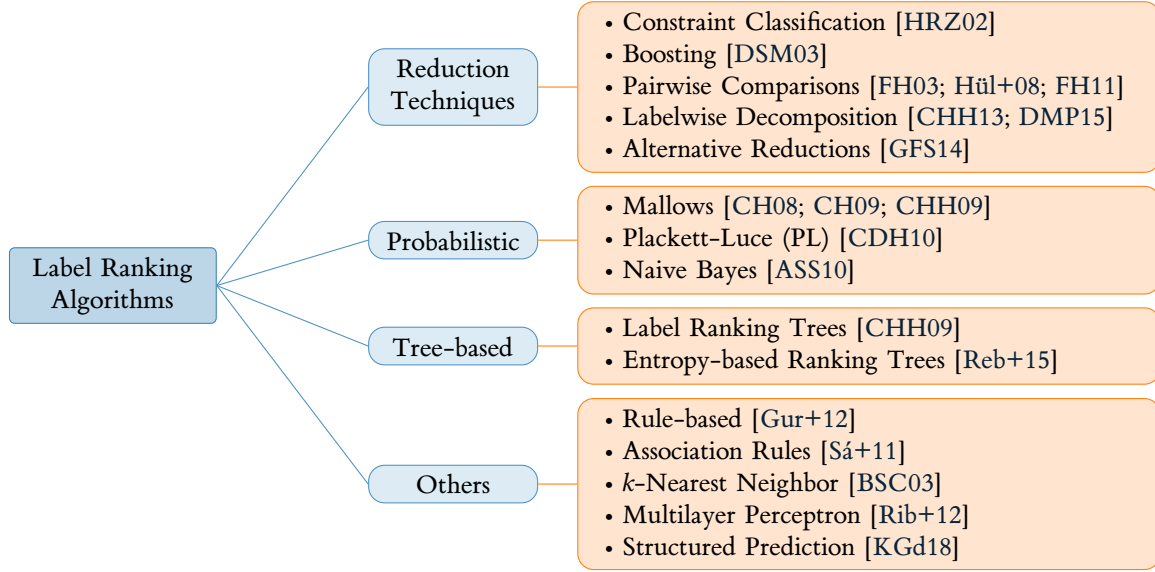 Label Ranking
Algorithms
Reduction
Techniques
• Constraint Classification [HRZ02]
• Boosting [DSM03]
• Pairwise Comparisons [FH03; Hül+08; FH11]
• Labelwise Decomposition [CHH13; DMP15]
• Alternative Reductions [GFS14]
Probabilistic
• Mallows [CH08; CH09; CHH09]
• Plackett-Luce (PL) [CDH10]
• Naive Bayes [ASS10]
Tree-based
• Label Ranking Trees [CHH09]
• Entropy-based Ranking Trees [Reb+15]
Others
• Rule-based [Gur+12]
• Association Rules [Sá+11]
• k-Nearest Neighbor [BSC03]
• Multilayer Perceptron [Rib+12]
• Structured Prediction [KGd18]